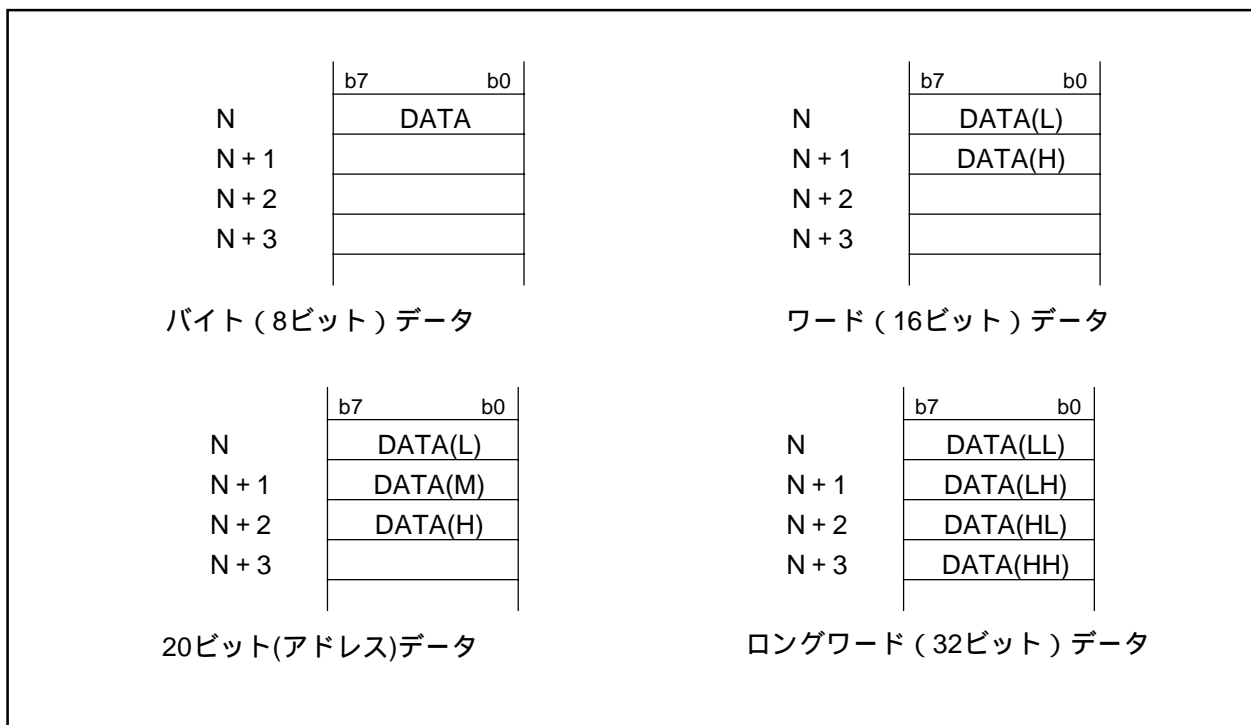 b7 b0
N DATA
N + 1
N + 2
N + 3
バイト（8ビット）データ
b7 b0
N DATA(L)
N + 1 DATA(H)
N + 2
N + 3
ワード（16ビット）データ
b7 b0
N DATA(L)
N + 1 DATA(M)
N + 2 DATA(H)
N + 3
20ビット(アドレス)データ
b7 b0
N DATA(LL)
N + 1 DATA(LH)
N + 2 DATA(HL)
N + 3 DATA(HH)
ロングワード（32ビット）データ